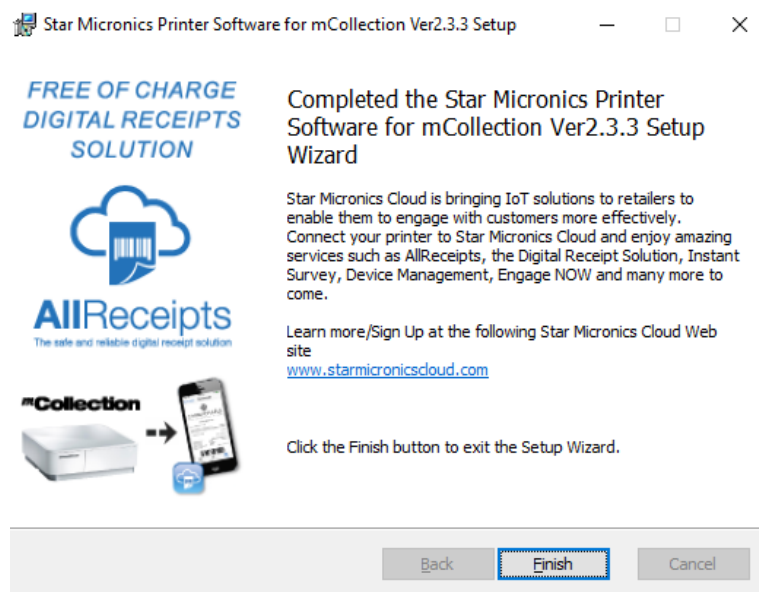 Star Micronics Printer Software for mCollection Ver2.3.3 Setup
FREE OF CHARGE
DIGITAL RECEIPTS
SOLUTION
AllReceipts
The safe and reliable digital receipt solution
mCollection
Completed the Star Micronics Printer
Software for mCollection Ver2.3.3 Setup
Wizard
Star Micronics Cloud is bringing IoT solutions to retailers to
enable them to engage with customers more effectively.
Connect your printer to Star Micronics Cloud and enjoy amazing
services such as AllReceipts, the Digital Receipt Solution, Instant
Survey, Device Management, Engage NOW and many more to
come.
Learn more/Sign Up at the following Star Micronics Cloud Web
site
www.starmicronicscloud.com
Click the Finish button to exit the Setup Wizard.
Back
Finish
Cancel